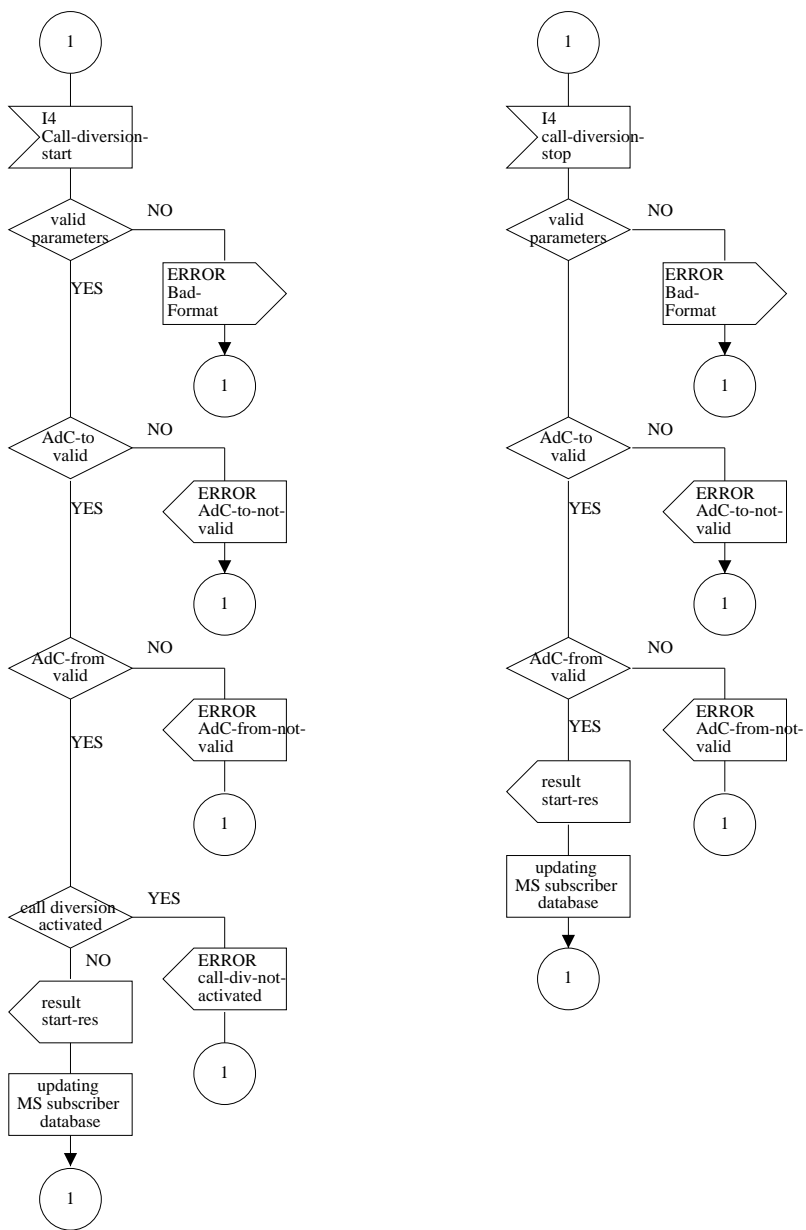 1
I4
Call-diversion-
start
valid
parameters
NO
YES
ERROR
Bad-
Format
1
AdC-to
valid
NO
YES
ERROR
AdC-to-not-
valid
1
AdC-from
valid
NO
YES
ERROR
AdC-from-not-
valid
1
call diversion
activated
YES
NO
ERROR
call-div-not-
activated
1
result
start-res
updating
MS subscriber
database
1
1
I4
call-diversion-
stop
valid
parameters
NO
YES
ERROR
Bad-
Format
1
AdC-to
valid
NO
YES
ERROR
AdC-to-not-
valid
1
AdC-from
valid
NO
YES
ERROR
AdC-from-not-
valid
1
result
start-res
updating
MS subscriber
database
1